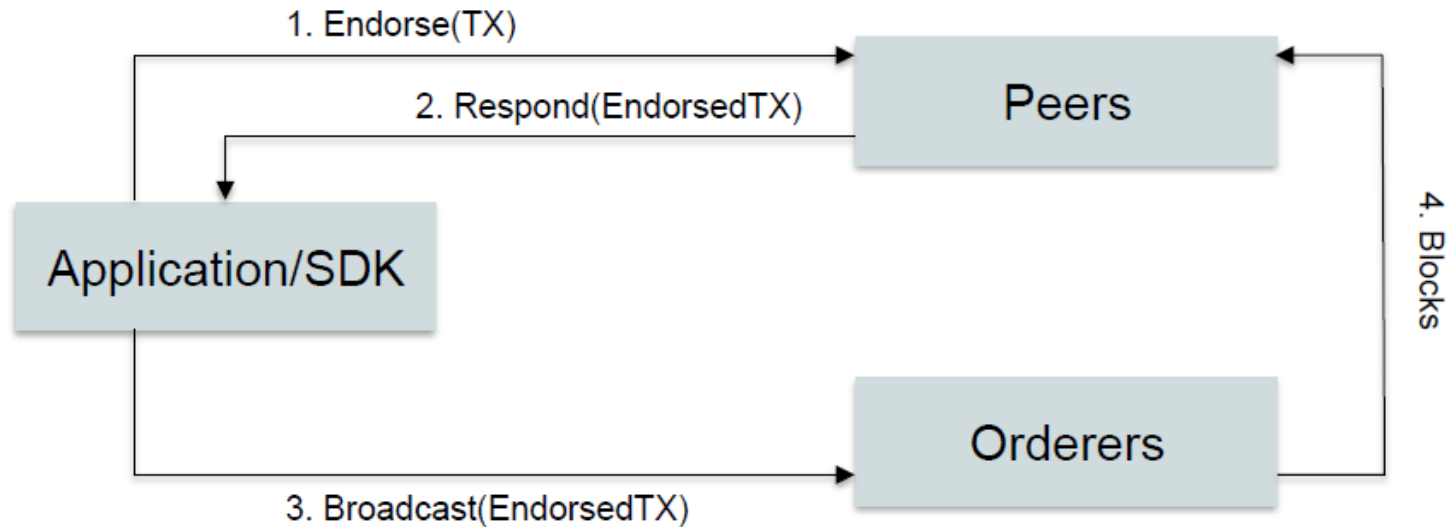 1. Endorse(TX)
Peers
2. Respond(EndorsedTX)
Application/SDK
4. Blocks
Orderers
3. Broadcast(EndorsedTX)